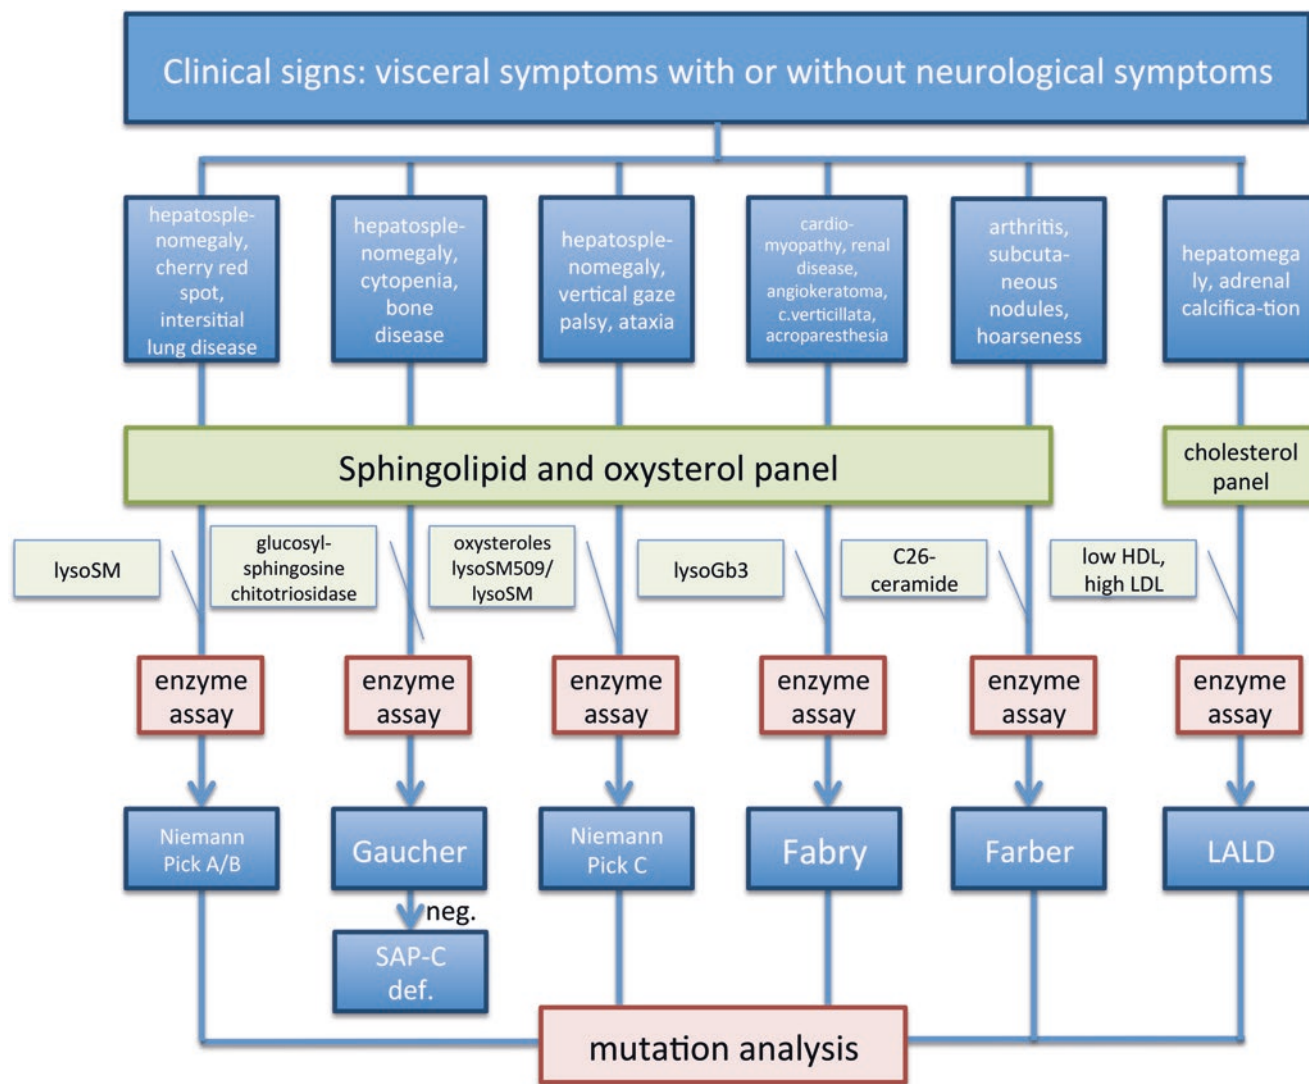 Clinical signs: visceral symptoms with or without neurological symptoms
hepatosple-
nomegaly,
cherry red
spot,
intersitial
lung disease
hepatosple-
nomegaly,
cytopenia,
bone
disease
hepatosple-
nomegaly,
vertical gaze
palsy, ataxia
cardio-
myopathy, renal
disease,
angiokeratoma,
c.verticillata,
acroparesthesia
arthritis,
subcuta-
neous
nodules,
hoarseness
hepatomega
ly, adrenal
calcifica-tion
Sphingolipid and oxysterol panel
cholesterol
panel
lysoSM
glucosyl-
sphingosine
chitotriosidase
oxysteroles
lysoSM509/
lysoSM
lysoGb3
C26-
ceramide
low HDL,
high LDL
enzyme
assay
enzyme
assay
enzyme
assay
enzyme
assay
enzyme
assay
enzyme
assay
Niemann
Pick A/B
Gaucher
Niemann
Pick C
Fabry
Farber
LALD
neg.
SAP-C
def.
mutation analysis